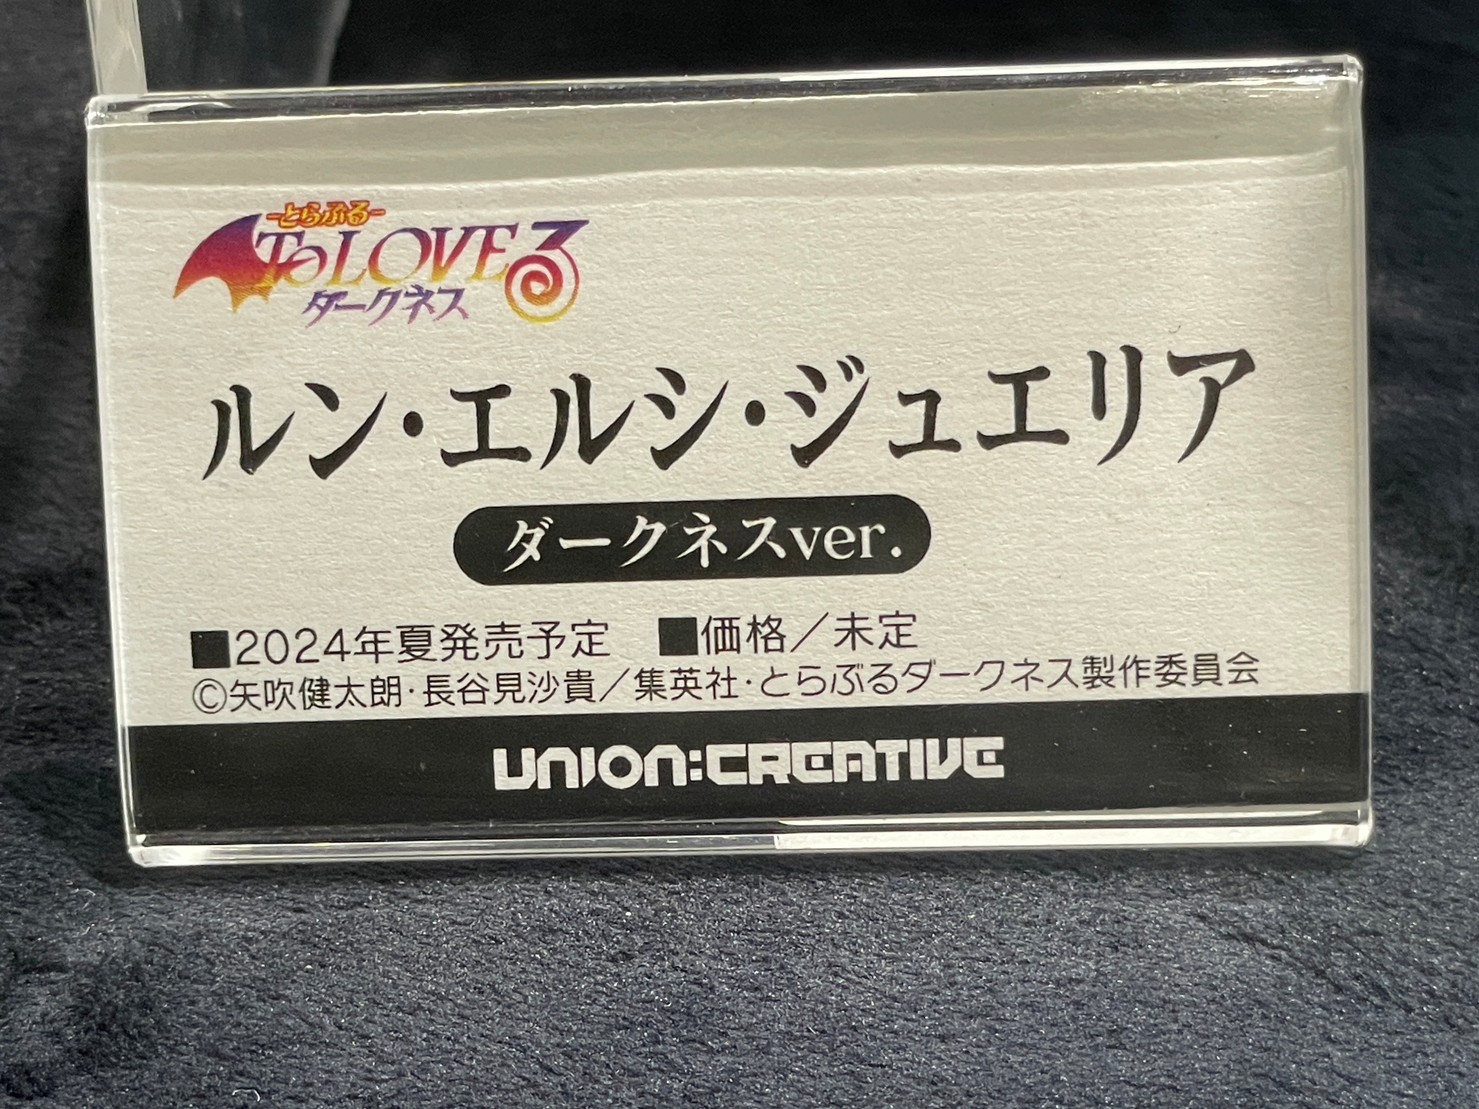 -とらぶる-
ToLOVEる
ダークネス
ルン・エルシ・ジュエリア
ダークネスver.
■2024年夏発売予定 ■価格／未定
©矢吹健太朗・長谷見沙貴／集英社・とらぶるダークネス製作委員会
UNION:CREATIVE